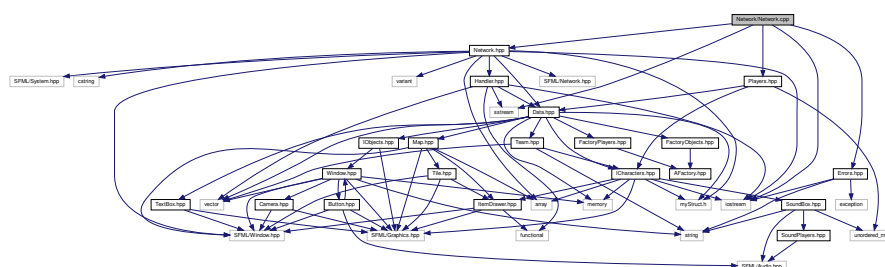 Network/Network.cpp
Network.hpp
SFML/System.hpp
cstring
variant
Handler.hpp
SFML/Network.hpp
Players.hpp
sstream
Data.hpp
IObjects.hpp
Map.hpp
Team.hpp
FactoryPlayers.hpp
FactoryObjects.hpp
Window.hpp
Tile.hpp
ICharacters.hpp
AFactory.hpp
Errors.hpp
TextBox.hpp
vector
Camera.hpp
Button.hpp
ItemDrawer.hpp
array
memory
myStruct.h
iostream
SoundBox.hpp
exception
SFML/Window.hpp
SFML/Graphics.hpp
functional
string
SoundPlayers.hpp
unordered_m
SFML/Audio.hpp